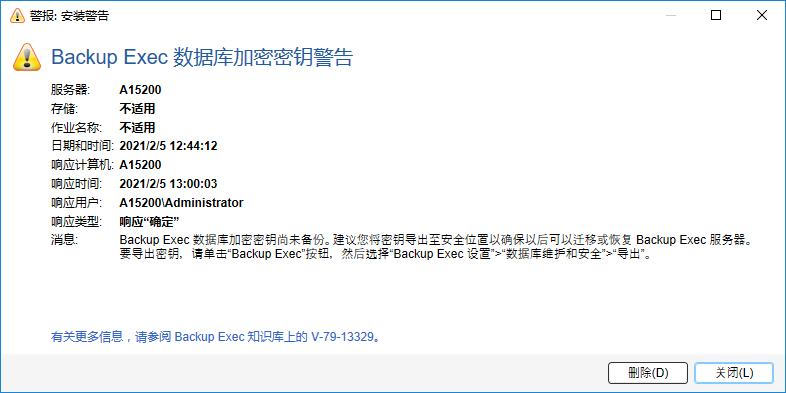 警报: 安装警告
Backup Exec 数据库加密密钥警告
服务器: A15200
存储: 不适用
作业名称: 不适用
日期和时间: 2021/2/5 12:44:12
响应计算机: A15200
响应时间: 2021/2/5 13:00:03
响应用户: A15200\Administrator
响应类型: 响应“确定”
消息: Backup Exec 数据库加密密钥尚未备份。建议您将密钥导出至安全位置以确保以后可以迁移或恢复 Backup Exec 服务器。
要导出密钥，请单击“Backup Exec”按钮，然后选择“Backup Exec 设置”>“数据库维护和安全”>“导出”。
有关更多信息，请参阅 Backup Exec 知识库上的 V-79-13329。
删除(D) 关闭(L)